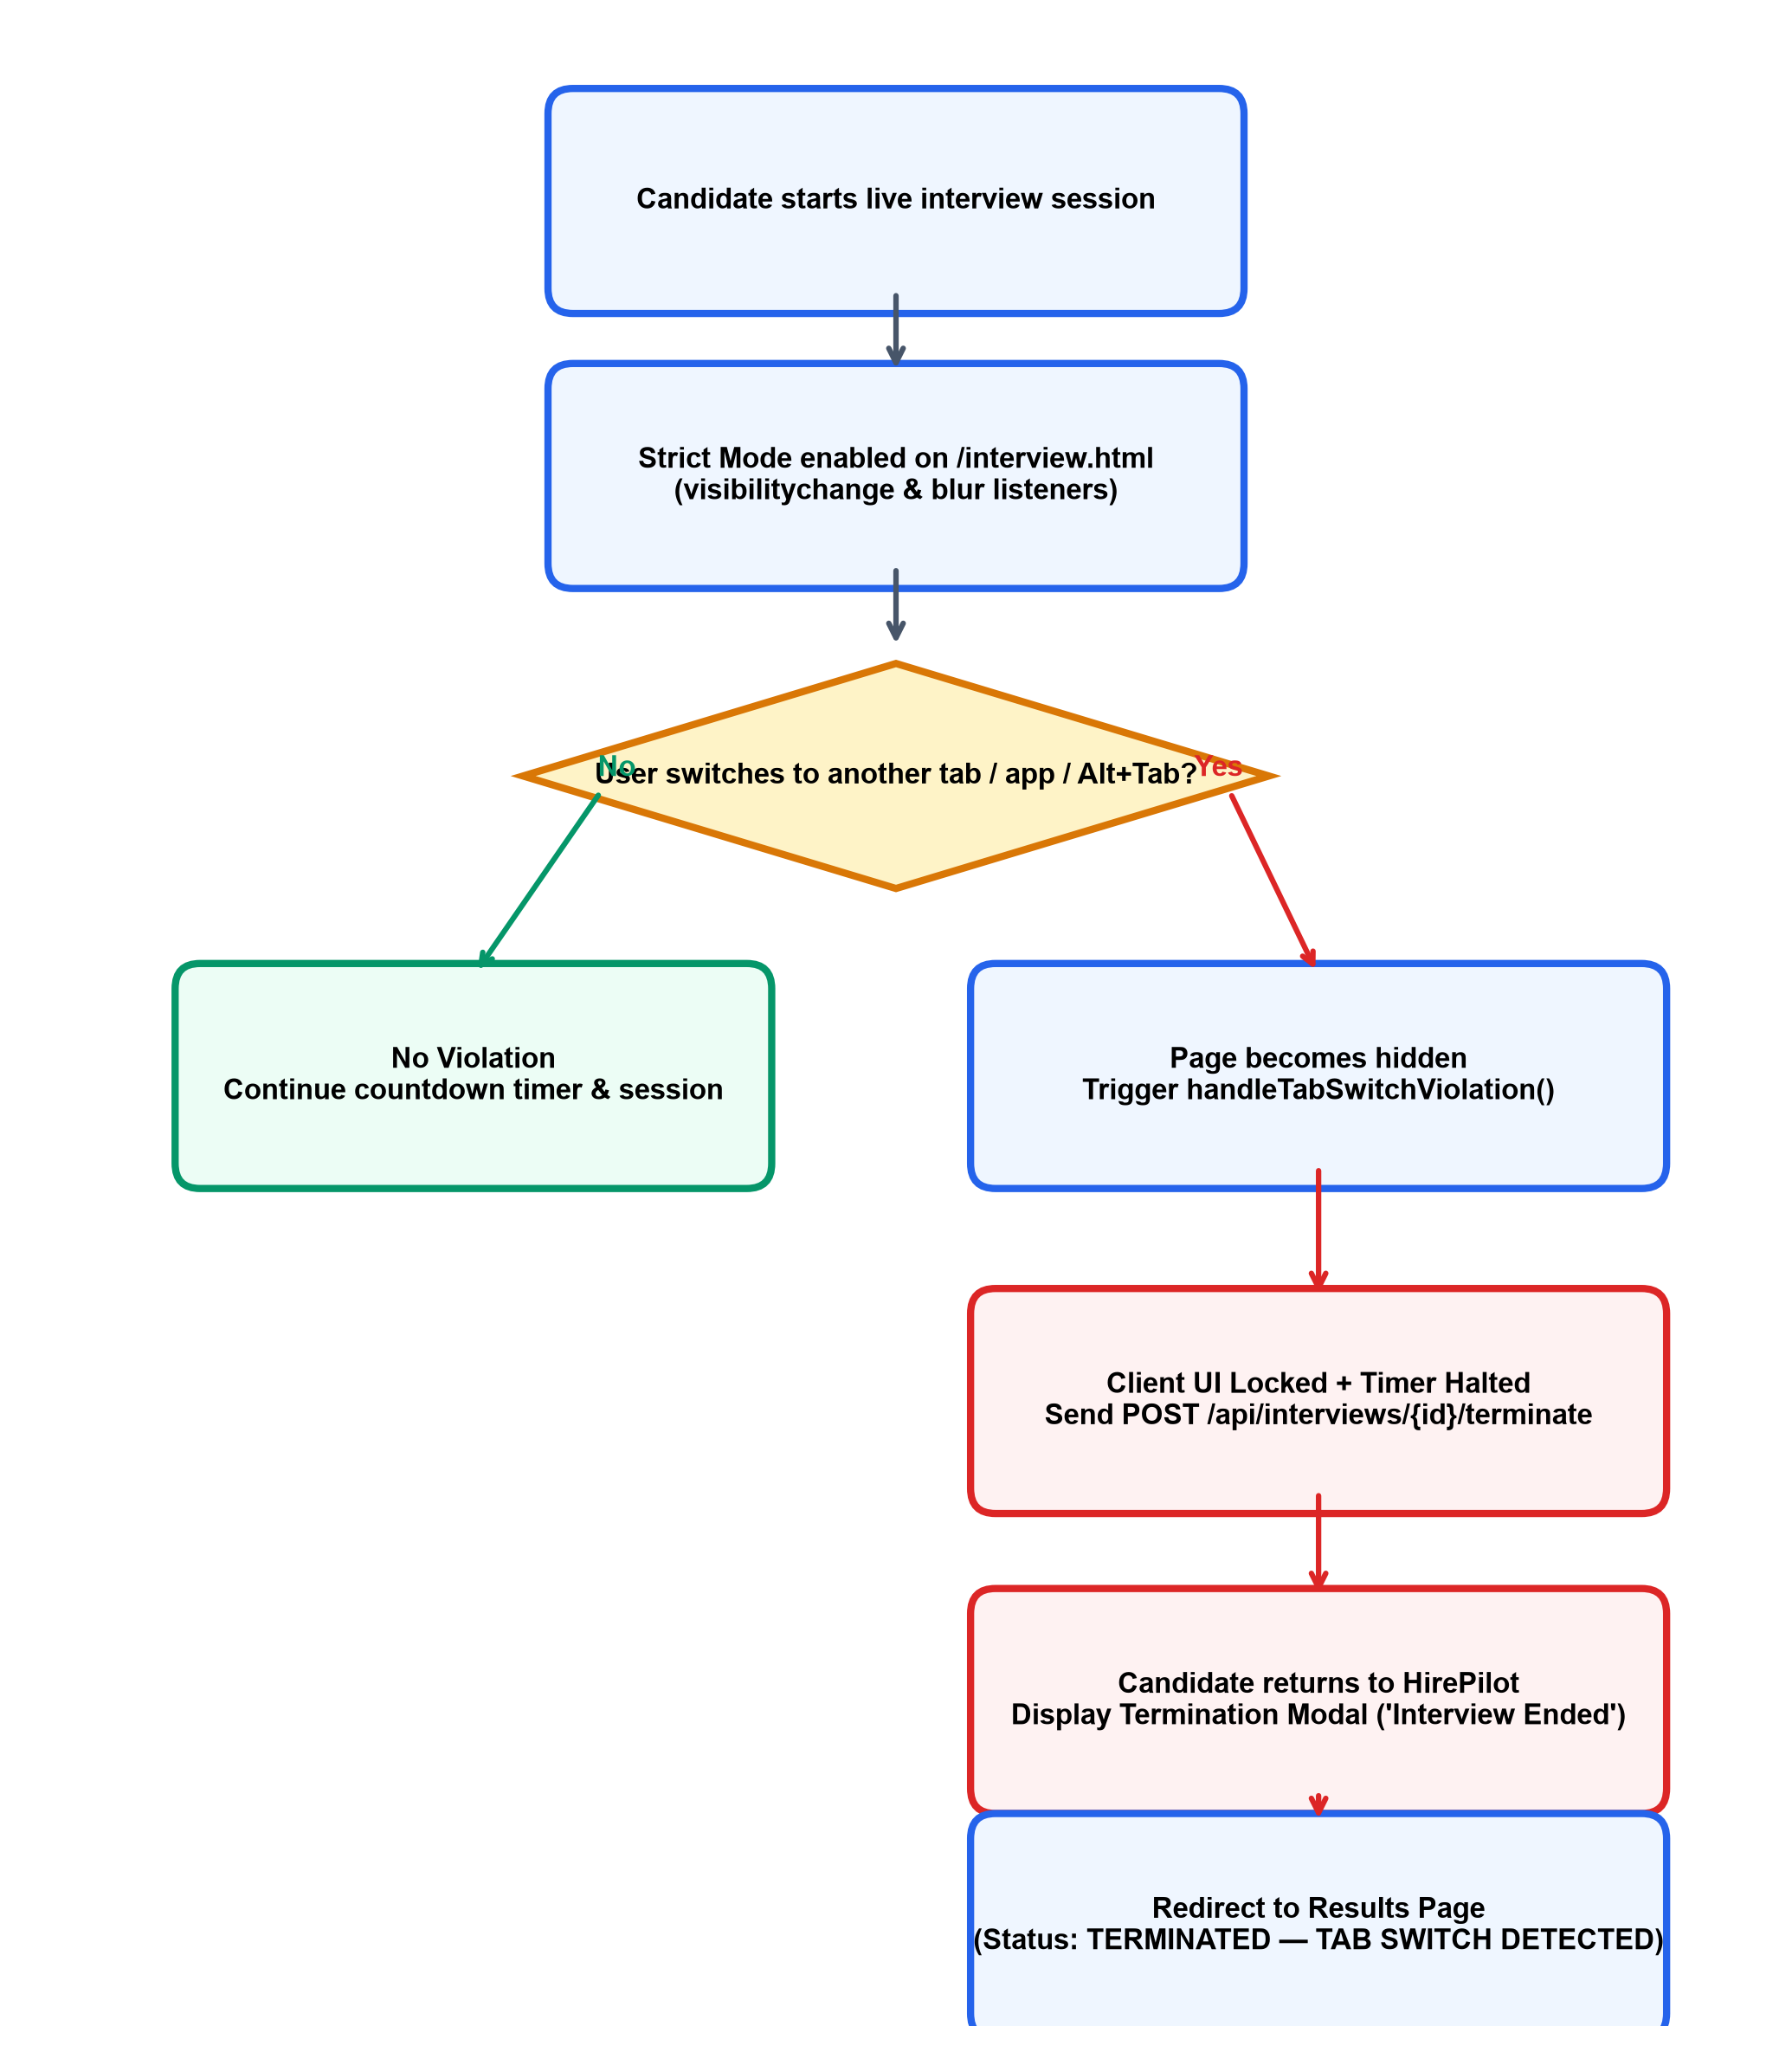 Candidate starts live interview session
Strict Mode enabled on /interview.html
(visibilitychange & blur listeners)
User switches to another tab / app / Alt+Tab?
No
Yes
No Violation
Continue countdown timer & session
Page becomes hidden
Trigger handleTabSwitchViolation()
Client UI Locked + Timer Halted
Send POST /api/interviews/{id}/terminate
Candidate returns to HirePilot
Display Termination Modal ('Interview Ended')
Redirect to Results Page
(Status: TERMINATED — TAB SWITCH DETECTED)